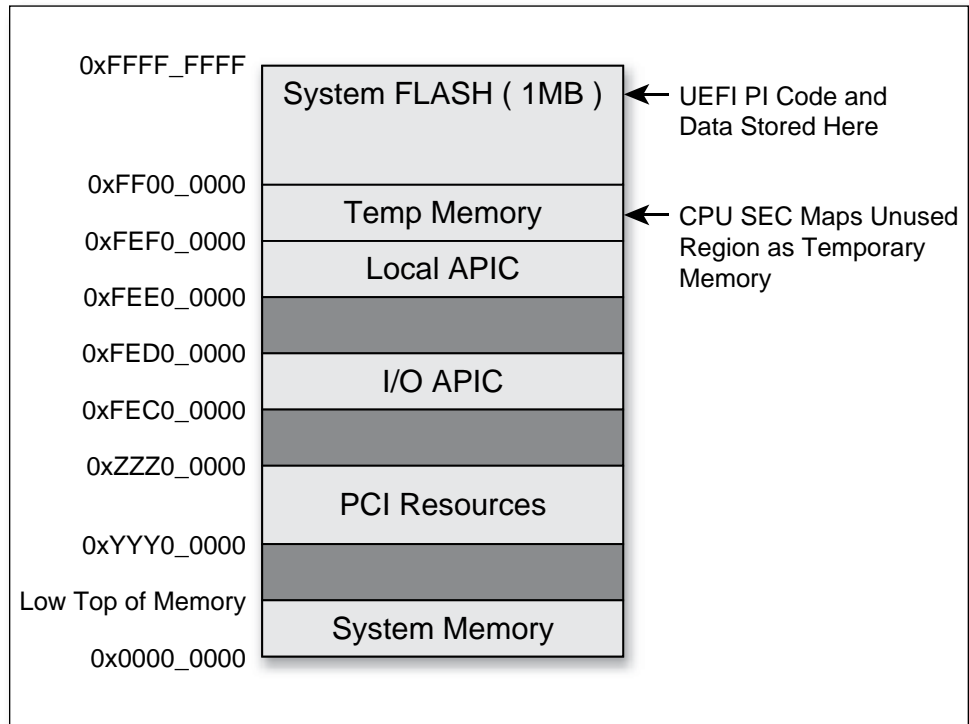 0xFFFF_FFFF
System FLASH ( 1MB )
UEFI PI Code and
Data Stored Here
0xFF00_0000
Temp Memory
CPU SEC Maps Unused
Region as Temporary
Memory
0xFEF0_0000
Local APIC
0xFEE0_0000
0xFED0_0000
I/O APIC
0xFEC0_0000
0xZZZ0_0000
PCI Resources
0xYYY0_0000
Low Top of Memory
System Memory
0x0000_0000